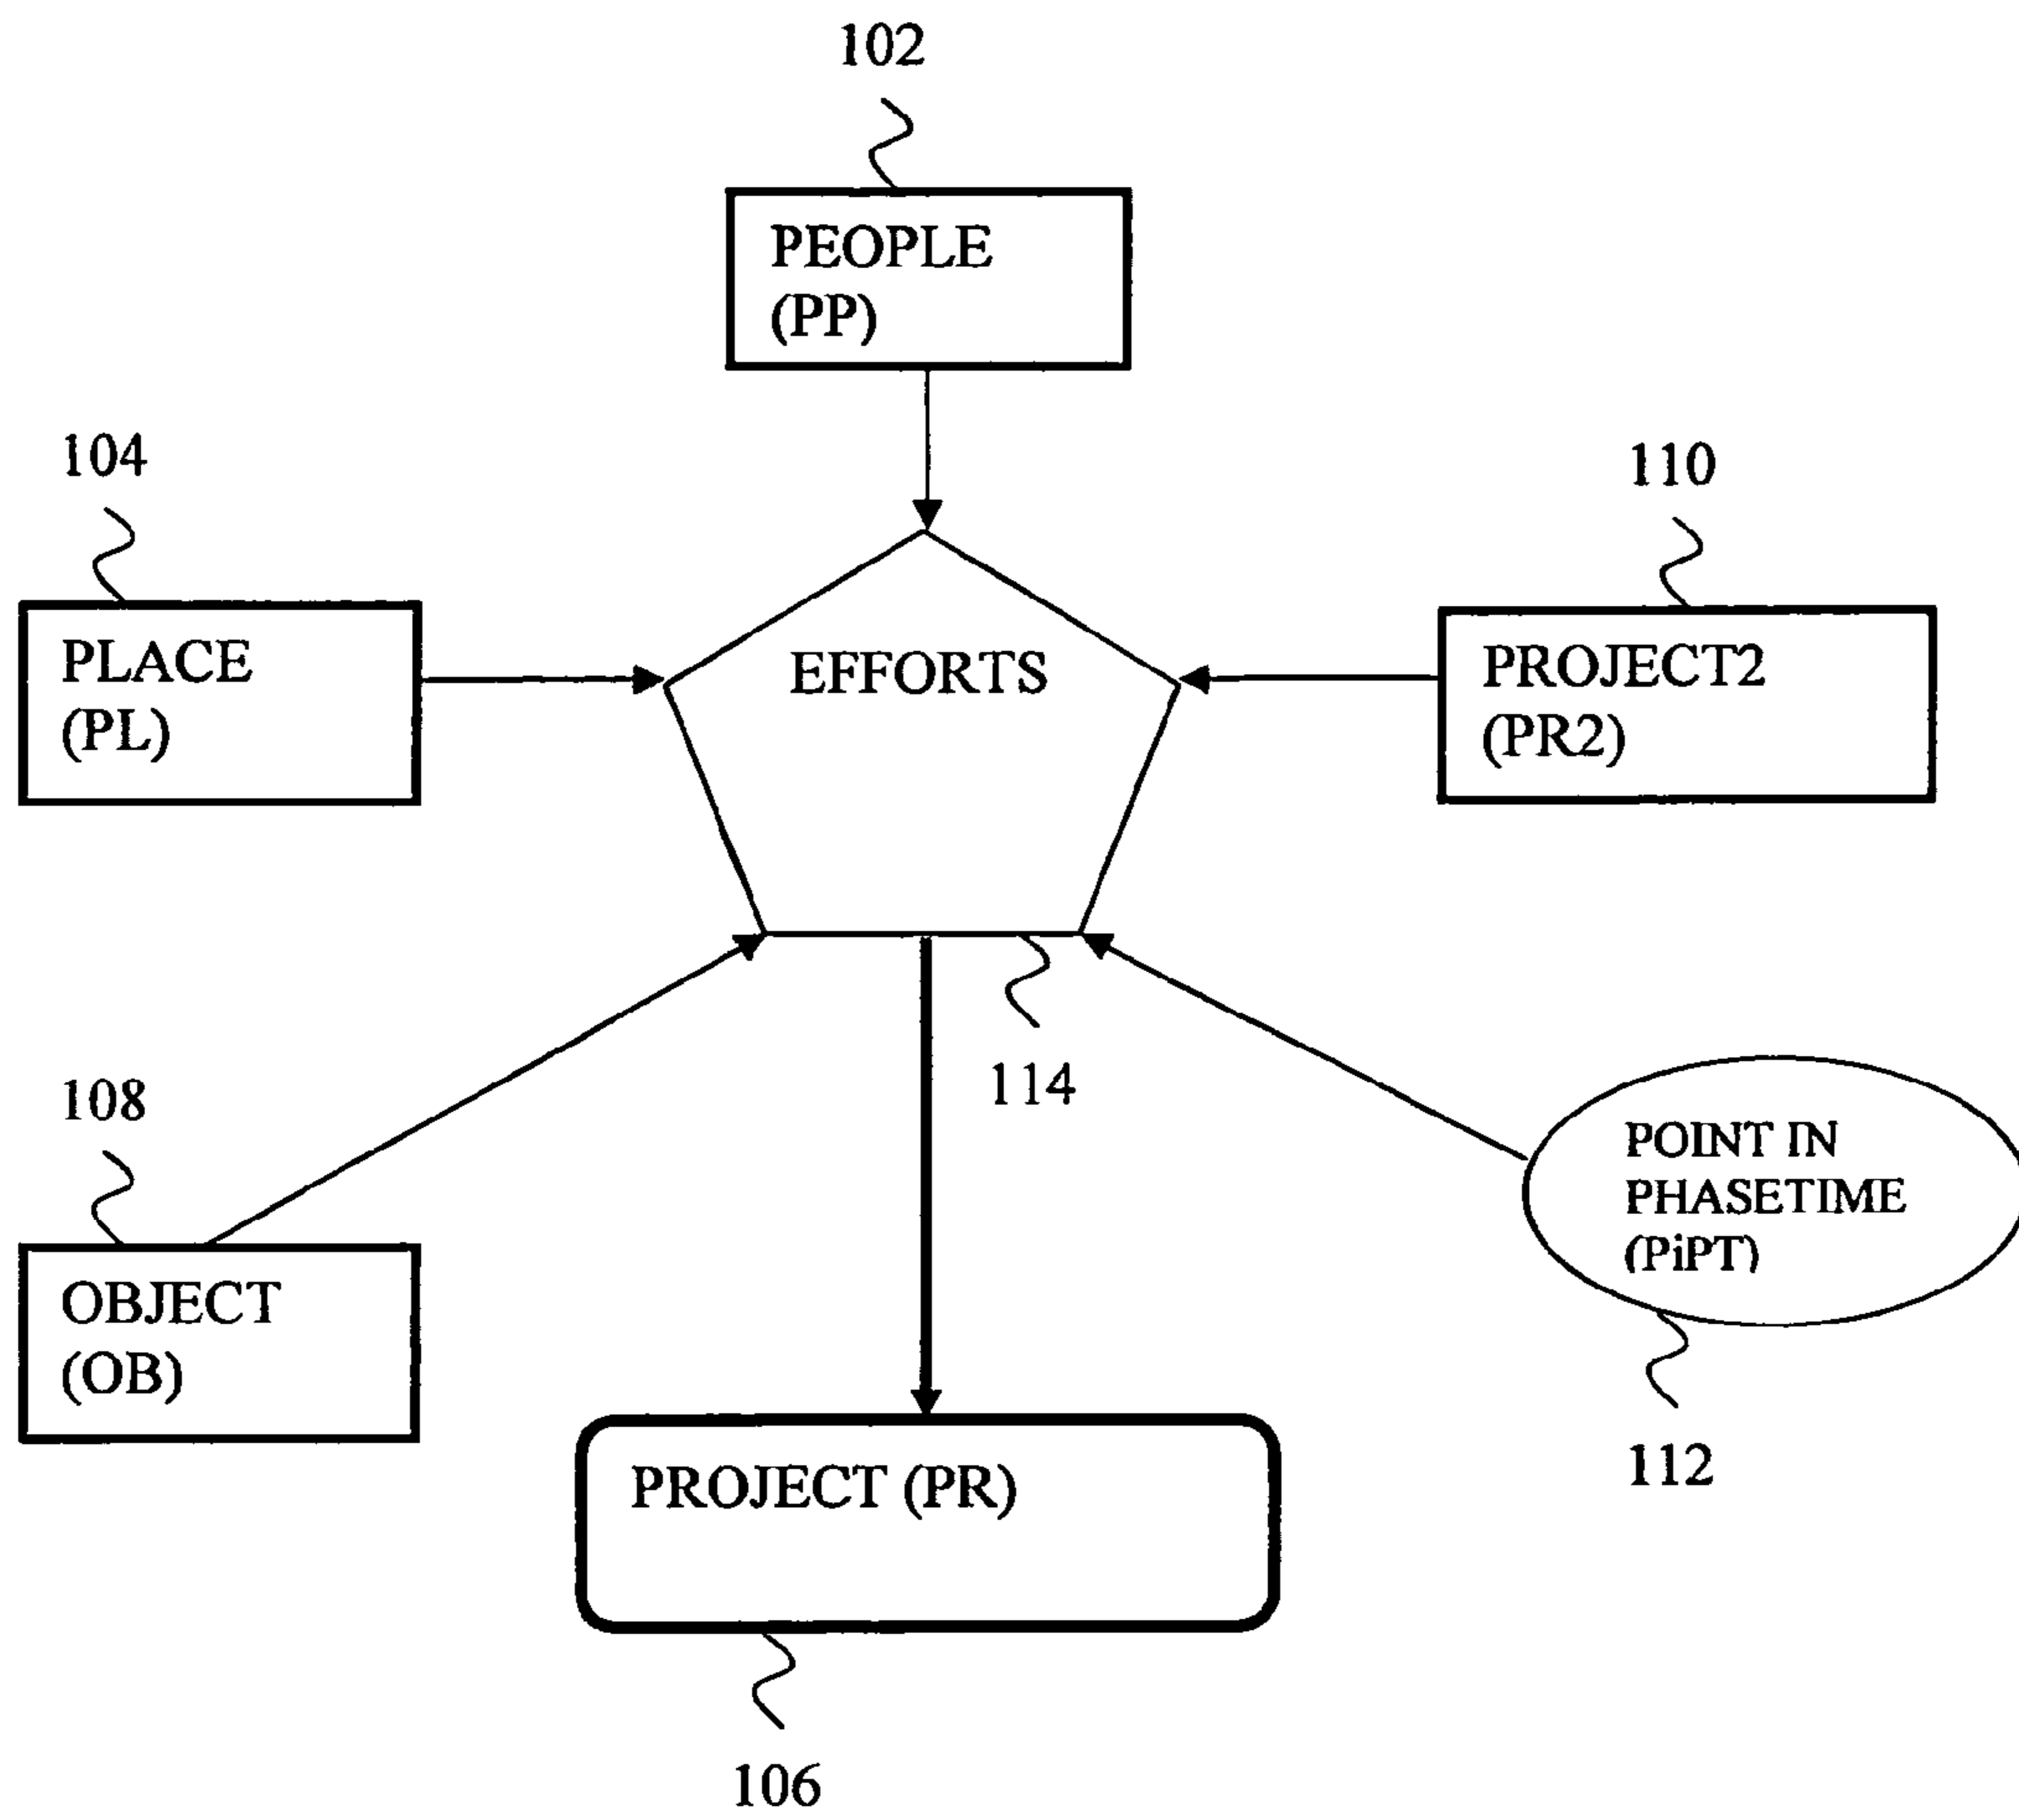 102
PEOPLE
(PP)
104
110
PLACE
(PL)
EFFORTS
PROJECT2
(PR2)
114
108
POINT IN
PHASETIME
(PiPT)
OBJECT
(OB)
112
PROJECT (PR)
106